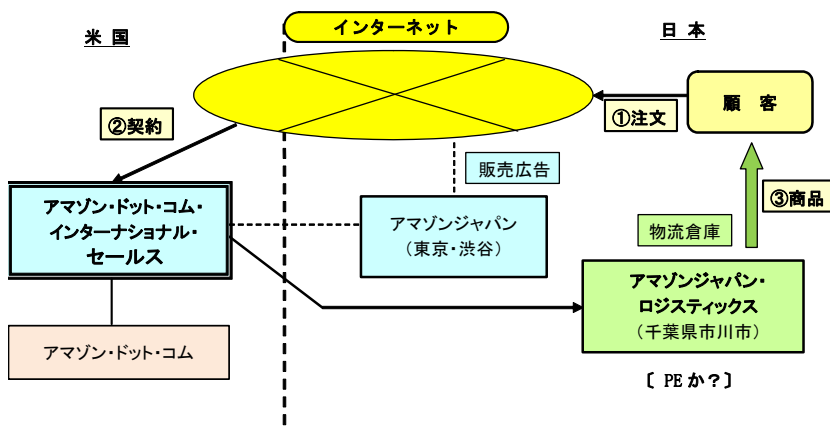 インターネット
米 国
日 本
顧 客
①注文
②契約
③商品
販売広告
アマゾン・ドット・コム・
インターナショナル・
セールス
アマゾンジャパン
（東京・渋谷）
物流倉庫
アマゾンジャパン・
ロジスティックス
（千葉県市川市）
アマゾン・ドット・コム
〔 PEか？〕